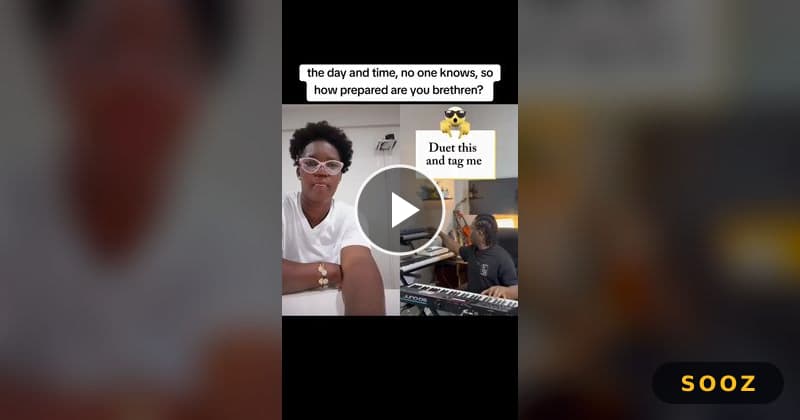 the day and time, no one knows, so
how prepared are you brethren?
Duet this
and tag me
SOOZ